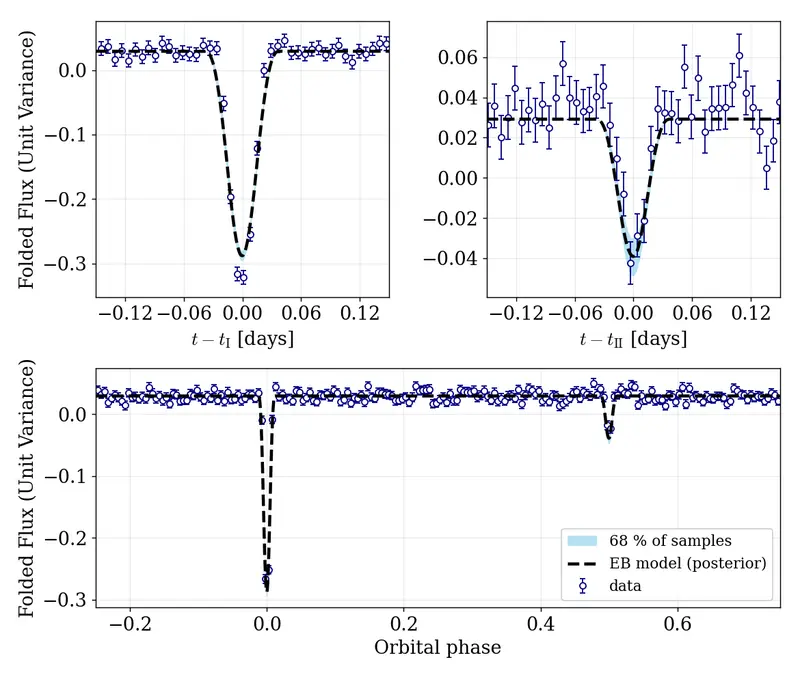 Folded Flux (Unit Variance)
0.0
−0.1
−0.2
−0.3
−0.12 −0.06 0.00 0.06 0.12
t − tI [days]
0.06
0.04
0.02
0.00
−0.02
−0.04
−0.12 −0.06 0.00 0.06 0.12
t − tII [days]
Folded Flux (Unit Variance)
0.0
−0.1
−0.2
−0.3
68 % of samples
EB model (posterior)
data
−0.2 0.0 0.2 0.4 0.6
Orbital phase